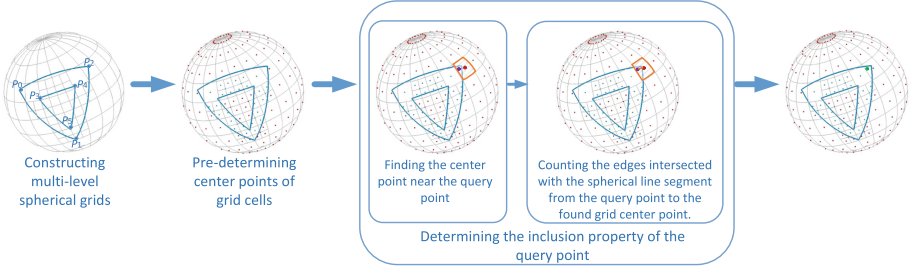 P0
P2
P3
P4
P5
P1
Constructing
multi-level
spherical grids
Pre-determining
center points of
grid cells
Finding the center
point near the query
point
Counting the edges intersected
with the spherical line segment
from the query point to the
found grid center point.
Determining the inclusion property of the
query point